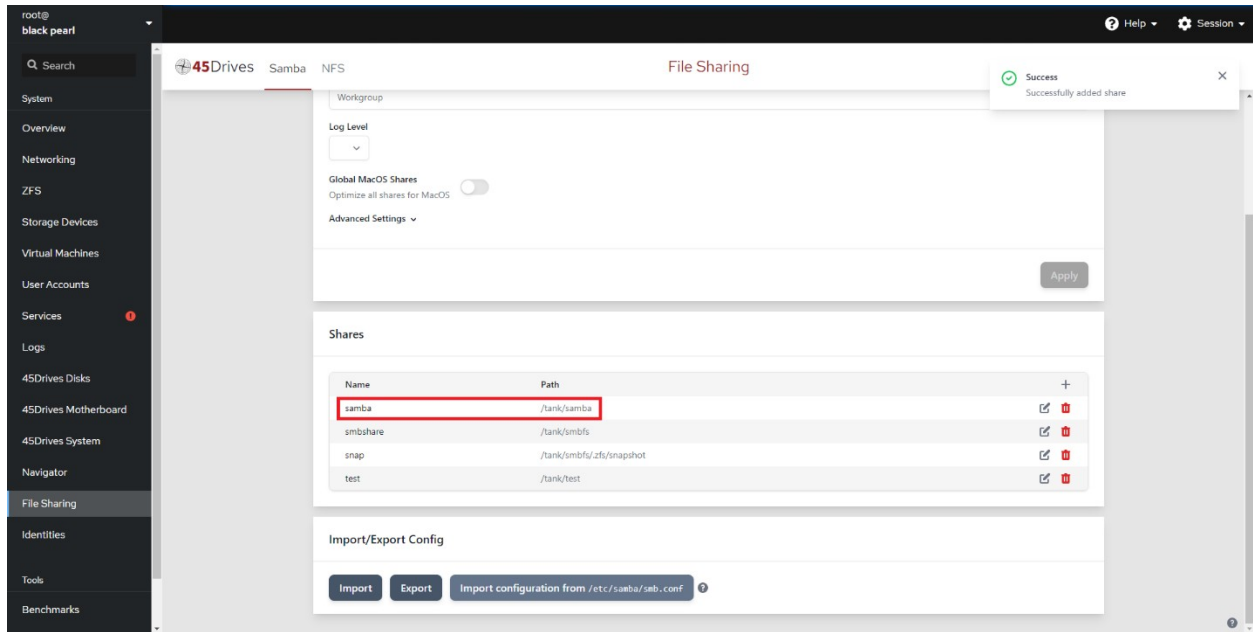 root@
black pearl
Help
Session
Search
System
Overview
Networking
ZFS
Storage Devices
Virtual Machines
User Accounts
Services
Logs
45Drives Disks
45Drives Motherboard
45Drives System
Navigator
File Sharing
Identities
Tools
Benchmarks
45Drives Samba NFS
File Sharing
Success
Successfully added share
Workgroup
Log Level
Global MacOS Shares
Optimize all shares for MacOS
Advanced Settings
Apply
Shares
Name Path
samba /tank/samba
smbshare /tank/smbfs
snap /tank/smbfs/.zfs/snapshot
test /tank/test
Import/Export Config
Import Export Import configuration from /etc/samba/smb.conf